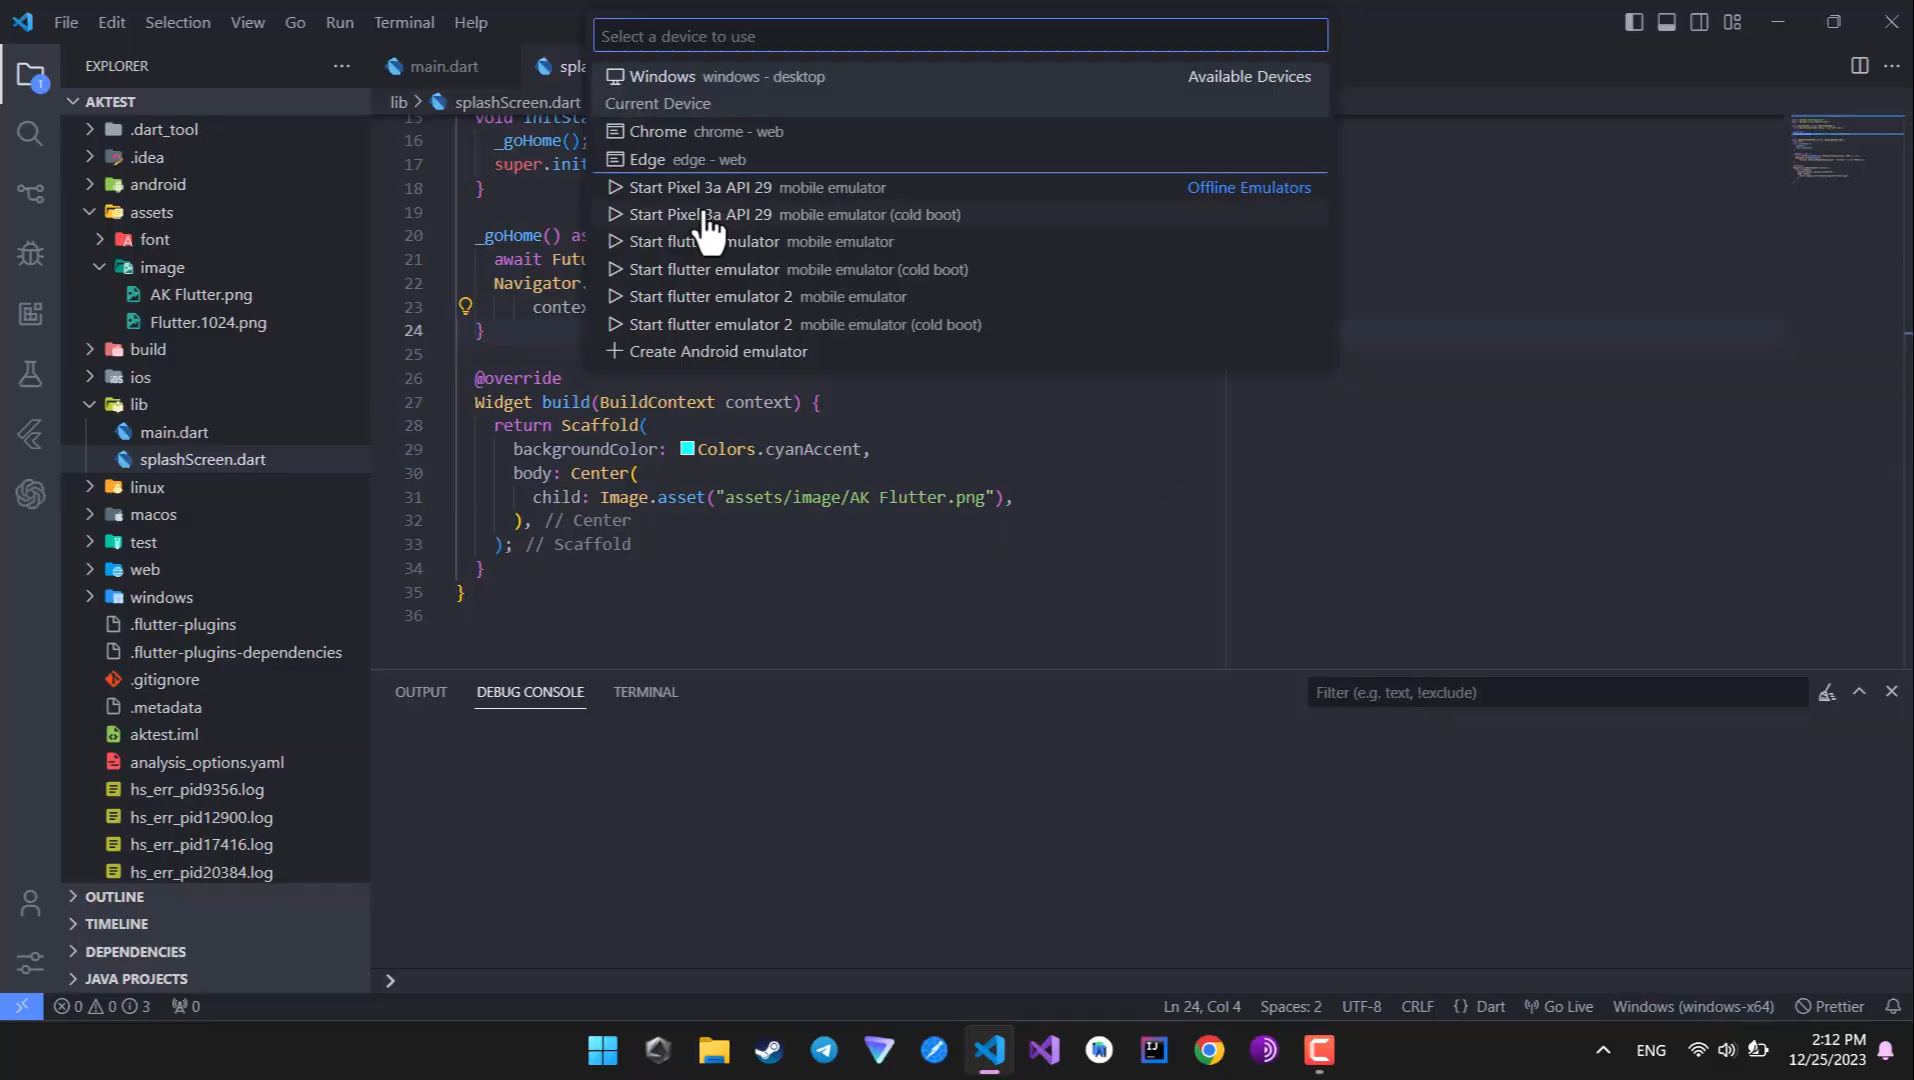 File Edit Selection View Go Run Terminal Help
Select a device to use
Windows windows - desktop Available Devices
Current Device
Chrome chrome - web
Edge edge - web
Start Pixel 3a API 29 mobile emulator Offline Emulators
Start Pixel 3a API 29 mobile emulator (cold boot)
Start flutter emulator mobile emulator
Start flutter emulator mobile emulator (cold boot)
Start flutter emulator 2 mobile emulator
Start flutter emulator 2 mobile emulator (cold boot)
Create Android emulator
EXPLORER
1
AKTEST
.dart_tool
.idea
android
assets
font
image
AK Flutter.png
Flutter.1024.png
build
ios
lib
main.dart
splashScreen.dart
linux
macos
test
web
windows
.flutter-plugins
.flutter-plugins-dependencies
.gitignore
.metadata
aktest.iml
analysis_options.yaml
hs_err_pid9356.log
hs_err_pid12900.log
hs_err_pid17416.log
hs_err_pid20384.log
OUTLINE
TIMELINE
DEPENDENCIES
JAVA PROJECTS
main.dart spla
lib splashScreen.dart
15 void initSta
16 _goHome();
17 super.init
18 }
19
20 _goHome() as
21 await Futu
22 Navigator.
23 contex
24 }
25
26 @override
27 Widget build(BuildContext context) {
28 return Scaffold(
29 backgroundColor: Colors.cyanAccent,
30 body: Center(
31 child: Image.asset("assets/image/AK Flutter.png"),
32 ), // Center
33 ); // Scaffold
34 }
35 }
36
OUTPUT DEBUG CONSOLE TERMINAL
Filter (e.g. text, !exclude)
0 0 3 0
Ln 24, Col 4 Spaces: 2 UTF-8 CRLF {} Dart Go Live Windows (windows-x64) Prettier
ENG
2:12 PM
12/25/2023